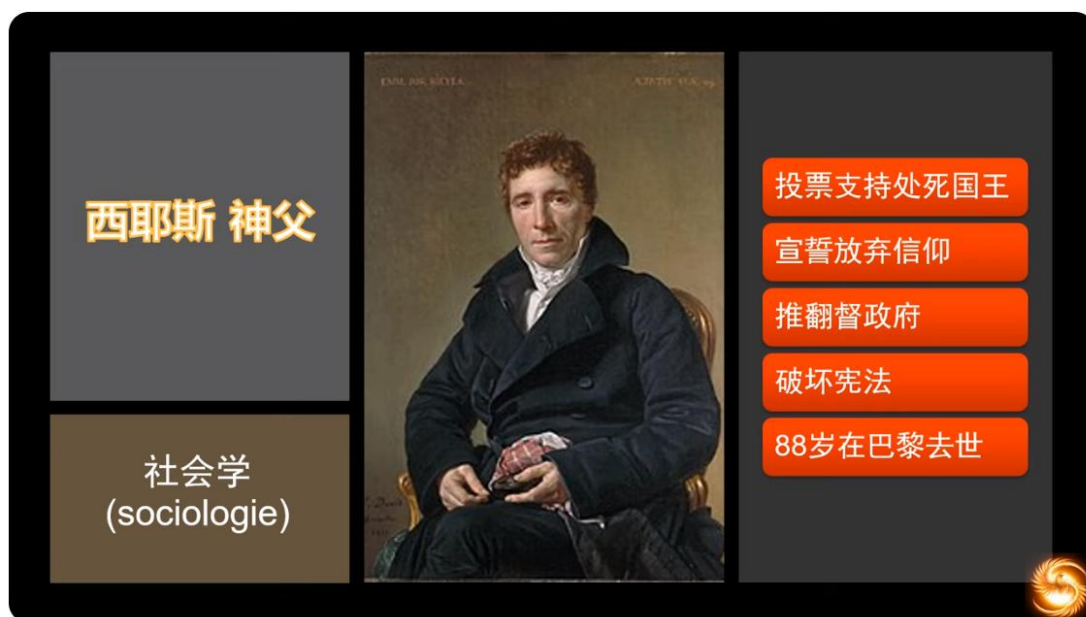 西耶斯 神父
社会学
(sociologie)
投票支持处死国王
宣誓放弃信仰
推翻督政府
破坏宪法
88岁在巴黎去世